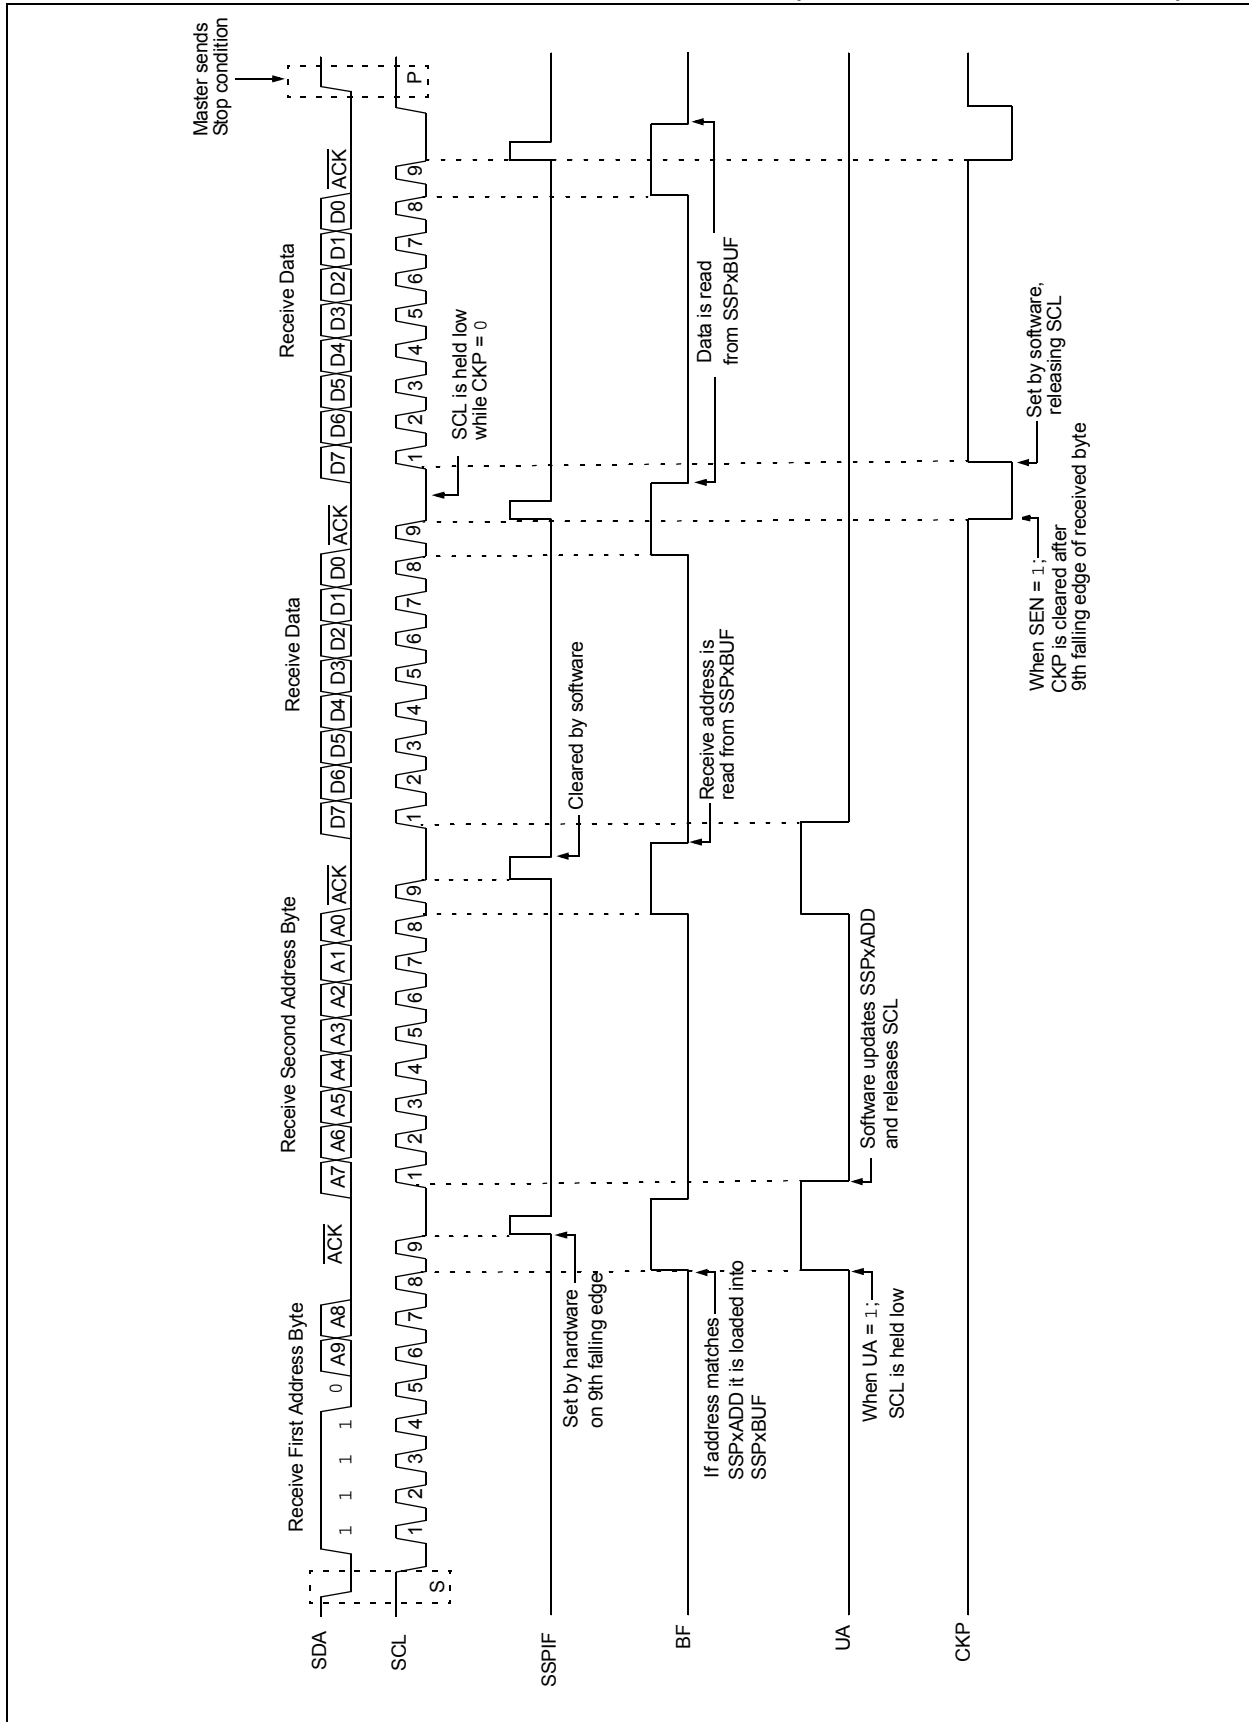 Master sends
Stop condition
Receive First Address Byte
Receive Second Address Byte
Receive Data
Receive Data
SDA
1 1 1 1 0 A9 A8 ACK A7 A6 A5 A4 A3 A2 A1 A0 ACK D7 D6 D5 D4 D3 D2 D1 D0 ACK D7 D6 D5 D4 D3 D2 D1 D0 ACK
SCL
S 1 2 3 4 5 6 7 8 9 1 2 3 4 5 6 7 8 9 1 2 3 4 5 6 7 8 9 1 2 3 4 5 6 7 8 9 P
SCL is held low
while CKP = 0
SSPIF
Set by hardware
on 9th falling edge
Cleared by software
BF
If address matches
SSPxADD it is loaded into
SSPxBUF
Receive address is
read from SSPxBUF
Data is read
from SSPxBUF
UA
When UA = 1;
SCL is held low
Software updates SSPxADD
and releases SCL
CKP
When SEN = 1;
CKP is cleared after
9th falling edge of received byte
Set by software,
releasing SCL